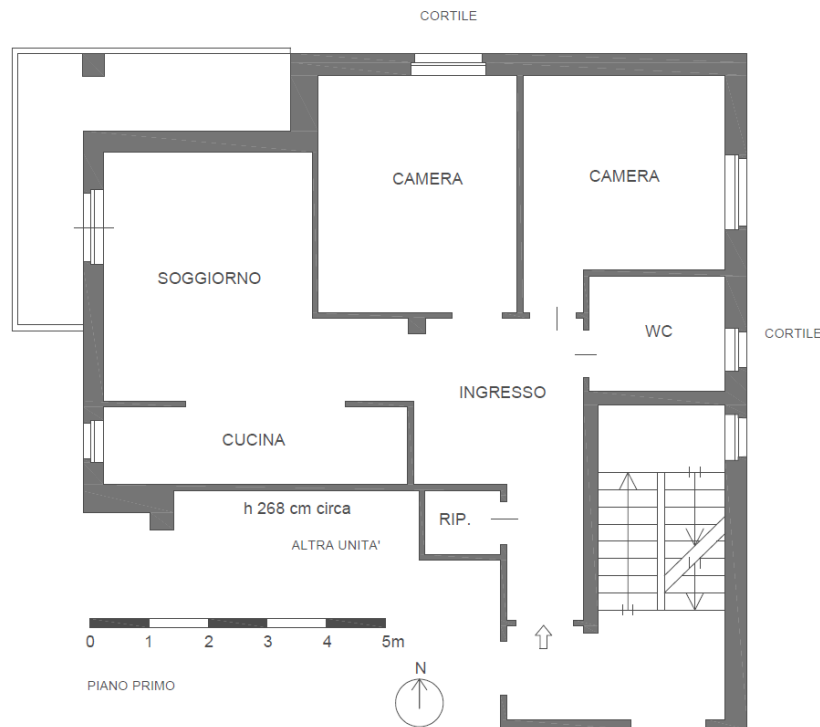 CORTILE
CAMERA
CAMERA
SOGGIORNO
WC
CORTILE
INGRESSO
CUCINA
h 268 cm circa
RIP.
ALTRA UNITA'
0 1 2 3 4 5m
N
PIANO PRIMO